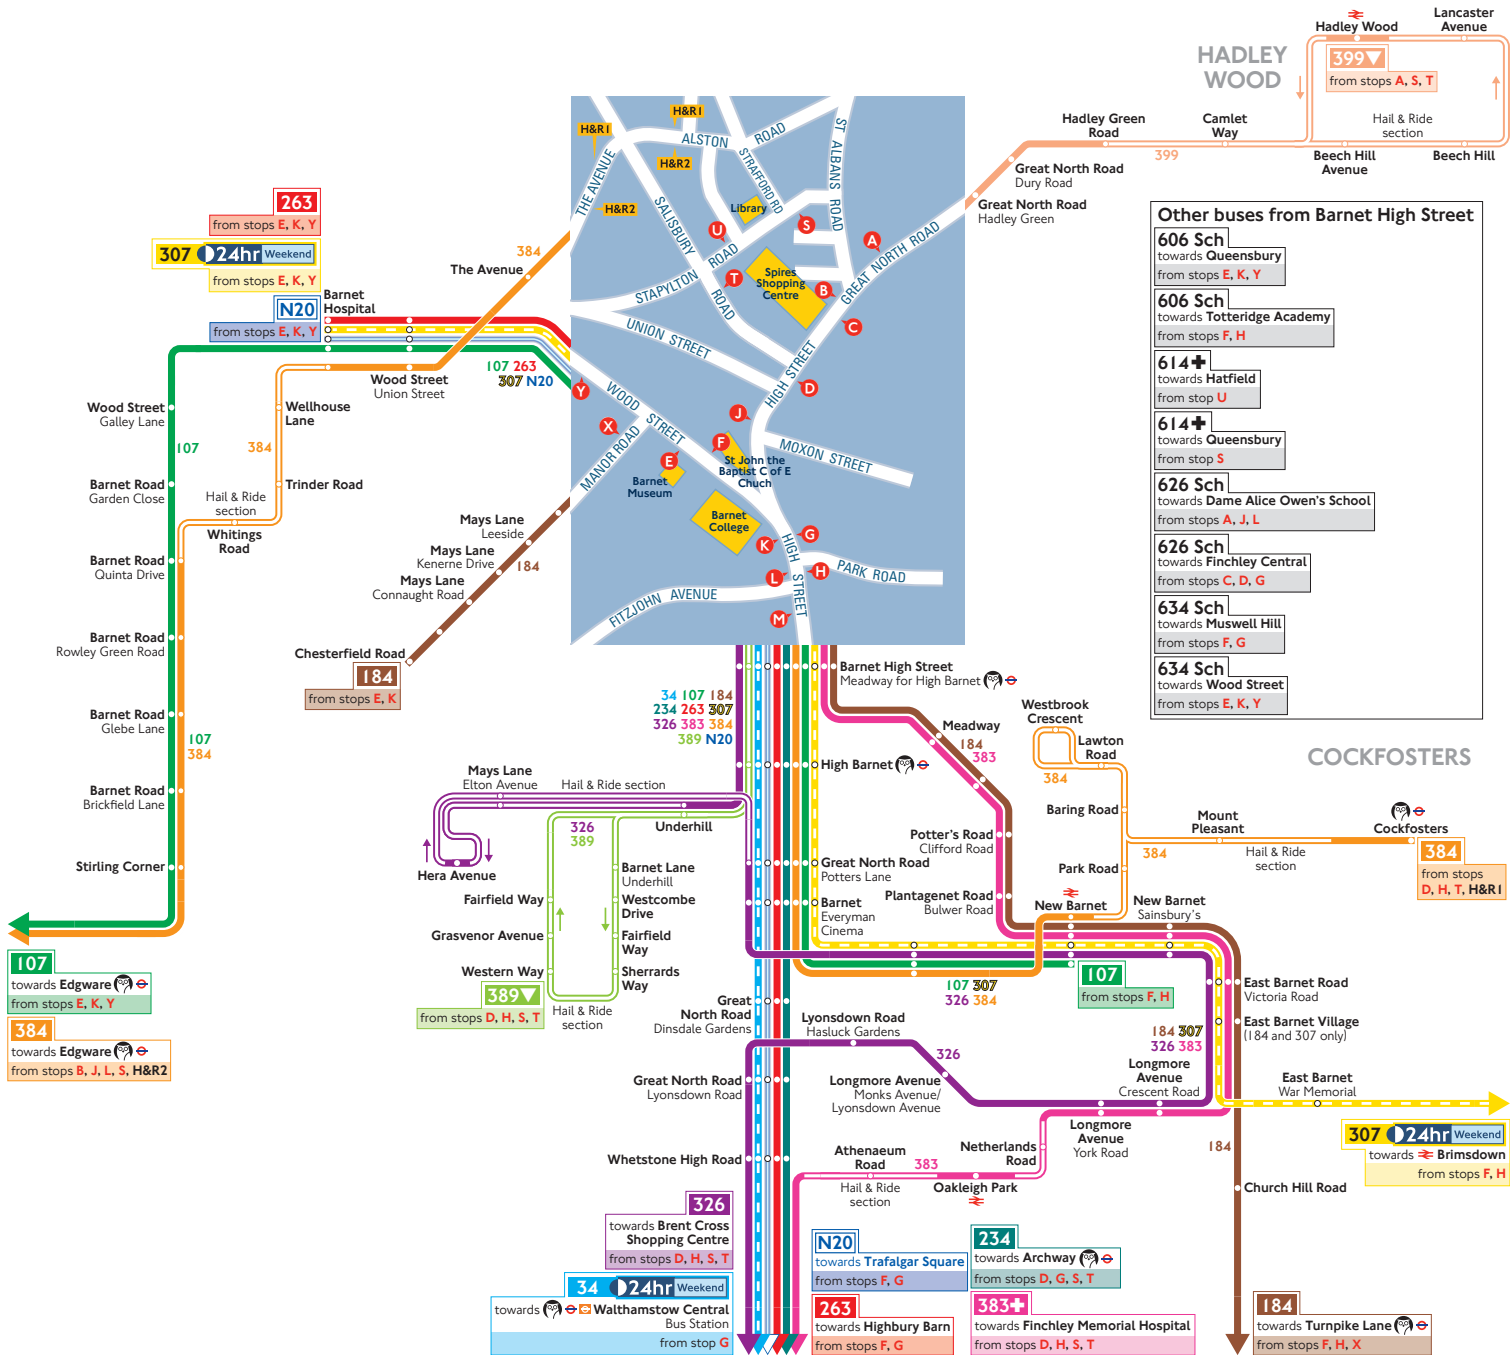 HADLEY
WOOD
Hadley Wood
Lancaster
Avenue
399▼
from stops A, S, T
Hadley Green
Road
Camlet
Way
Hail & Ride
section
399
Beech Hill
Avenue
Beech Hill
Great North Road
Dury Road
Great North Road
Hadley Green
H&R1
H&R1
H&R2
H&R2
ALSTON ROAD
THE AVENUE
STRAFFORD RD
ST ALBANS ROAD
SALISBURY ROAD
STAPYLTON ROAD
UNION STREET
GREAT NORTH ROAD
HIGH STREET
WOOD STREET
MANOR ROAD
MOXON STREET
HIGH STREET
PARK ROAD
FITZJOHN AVENUE
Library
Spires
Shopping
Centre
St John the
Baptist C of E
Chuch
Barnet
Museum
Barnet
College
U
S
A
T
B
C
D
J
F
E
Y
X
K
G
L
H
M
263
from stops E, K, Y
307 24hr Weekend
from stops E, K, Y
N20
from stops E, K, Y
Barnet
Hospital
The Avenue
384
Wood Street
Union Street
107 263
307 N20
Wood Street
Galley Lane
107
Wellhouse
Lane
384
Trinder Road
Hail & Ride
section
Whitings
Road
Barnet Road
Garden Close
Barnet Road
Quinta Drive
Barnet Road
Rowley Green Road
Barnet Road
Glebe Lane
107
384
Barnet Road
Brickfield Lane
Stirling Corner
107
towards Edgware
from stops E, K, Y
384
towards Edgware
from stops B, J, L, S, H&R2
Mays Lane
Leeside
Mays Lane
Kenerne Drive
Mays Lane
Connaught Road
184
Chesterfield Road
184
from stops E, K
Other buses from Barnet High Street
606 Sch
towards Queensbury
from stops E, K, Y
606 Sch
towards Totteridge Academy
from stops F, H
614✚
towards Hatfield
from stop U
614✚
towards Queensbury
from stop S
626 Sch
towards Dame Alice Owen's School
from stops A, J, L
626 Sch
towards Finchley Central
from stops C, D, G
634 Sch
towards Muswell Hill
from stops F, G
634 Sch
towards Wood Street
from stops E, K, Y
34 107 184
234 263 307
326 383 384
389 N20
Barnet High Street
Meadway for High Barnet
Meadway
184
383
High Barnet
Westbrook
Crescent
Lawton
Road
384
Baring Road
COCKFOSTERS
Mount
Pleasant
Cockfosters
384
Hail & Ride
section
384
from stops
D, H, T, H&R1
Park Road
Potter's Road
Clifford Road
Plantagenet Road
Bulwer Road
New Barnet
New Barnet
Sainsbury's
Mays Lane
Elton Avenue
Hail & Ride section
326
389
Underhill
Hera Avenue
Barnet Lane
Underhill
Fairfield Way
Westcombe
Drive
Grasvenor Avenue
Fairfield
Way
Western Way
Sherrards
Way
389▼
from stops D, H, S, T
Hail & Ride
section
Great North Road
Potters Lane
Barnet
Everyman
Cinema
107 307
326 384
107
from stops F, H
East Barnet Road
Victoria Road
East Barnet Village
(184 and 307 only)
184 307
326 383
Great
North Road
Dinsdale Gardens
Lyonsdown Road
Hasluck Gardens
326
Great North Road
Lyonsdown Road
Longmore Avenue
Monks Avenue/
Lyonsdown Avenue
Longmore
Avenue
Crescent Road
East Barnet
War Memorial
Longmore
Avenue
York Road
307 24hr Weekend
towards Brimsdown
from stops F, H
Whetstone High Road
Athenaeum
Road
Hail & Ride
section
383
Netherlands
Road
Oakleigh Park
184
Church Hill Road
326
towards Brent Cross
Shopping Centre
from stops D, H, S, T
34 24hr Weekend
towards Walthamstow Central
Bus Station
from stop G
N20
towards Trafalgar Square
from stops F, G
234
towards Archway
from stops D, G, S, T
263
towards Highbury Barn
from stops F, G
383✚
towards Finchley Memorial Hospital
from stops D, H, S, T
184
towards Turnpike Lane
from stops F, H, X